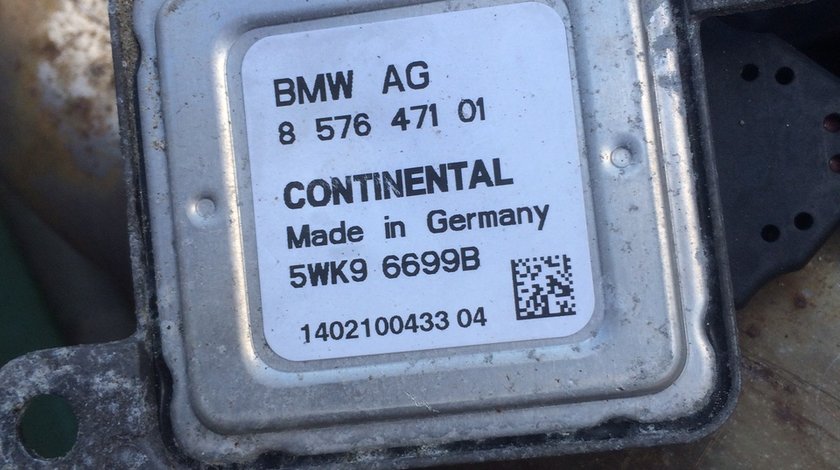 BMW AG
8 576 471 01
CONTINENTAL
Made in Germany
5WK9 6699B
1402100433 04